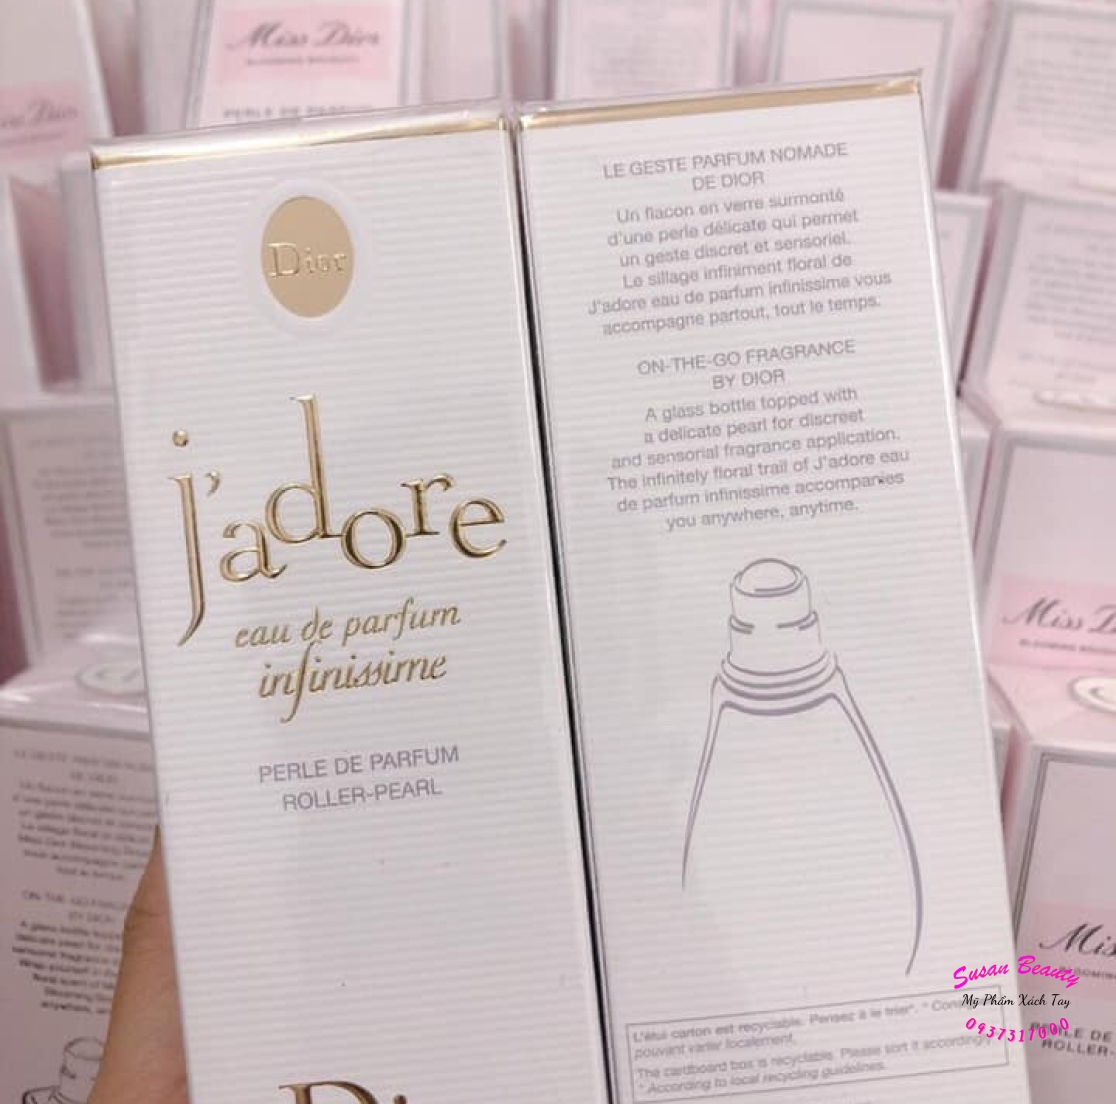 Miss Dior
BLOOMING BOUQUET
PERLE DE PARFUM
Dior
j'adore
eau de parfum
infinissime
PERLE DE PARFUM
ROLLER-PEARL
LE GESTE PARFUM NOMADE
DE DIOR
Un flacon en verre surmonté
d'une perle délicate qui permet
un geste discret et sensoriel.
Le sillage infiniment floral de
J'adore eau de parfum infinissime vous
accompagne partout, tout le temps.
ON-THE-GO FRAGRANCE
BY DIOR
A glass bottle topped with
a delicate pearl for discreet
and sensorial fragrance application.
The infinitely floral trail of J'adore eau
de parfum infinissime accompanies
you anywhere, anytime.
L'étui carton est recyclable. Pensez à le trier*. *
pouvant varier localement.
The cardboard box is recyclable. Please sort it accordingly
* According to local recycling guidelines.
Miss
Susan Beauty
Mỹ Phẩm Xách Tay
0937311000